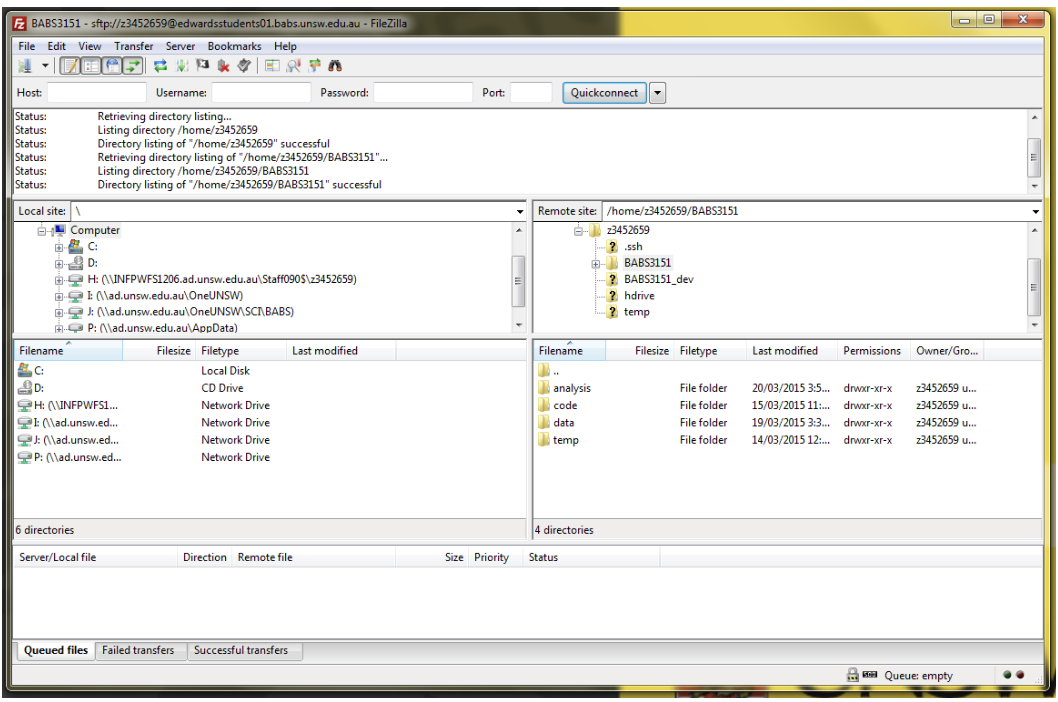 BABS3151 - sftp://z3452659@edwardsstudents01.babs.unsw.edu.au - FileZilla
File Edit View Transfer Server Bookmarks Help
Host: Username: Password: Port: Quickconnect
Status: Retrieving directory listing...
Status: Listing directory /home/z3452659
Status: Directory listing of "/home/z3452659" successful
Status: Retrieving directory listing of "/home/z3452659/BABS3151"...
Status: Listing directory /home/z3452659/BABS3151
Status: Directory listing of "/home/z3452659/BABS3151" successful
Local site: \
Computer
C:
D:
H: (\\INFPWFS1206.ad.unsw.edu.au\Staff090$\z3452659)
I: (\\ad.unsw.edu.au\OneUNSW)
J: (\\ad.unsw.edu.au\OneUNSW\SCI\BABS)
P: (\\ad.unsw.edu.au\AppData)
Filename Filesize Filetype Last modified
C: Local Disk
D: CD Drive
H: (\\INFPWFS1... Network Drive
I: (\\ad.unsw.ed... Network Drive
J: (\\ad.unsw.ed... Network Drive
P: (\\ad.unsw.ed... Network Drive
6 directories
Remote site: /home/z3452659/BABS3151
z3452659
.ssh
BABS3151
BABS3151_dev
hdrive
temp
Filename Filesize Filetype Last modified Permissions Owner/Gro...
..
analysis File folder 20/03/2015 3:5... drwxr-xr-x z3452659 u...
code File folder 15/03/2015 11:... drwxr-xr-x z3452659 u...
data File folder 19/03/2015 3:3... drwxr-xr-x z3452659 u...
temp File folder 14/03/2015 12:... drwxr-xr-x z3452659 u...
4 directories
Server/Local file Direction Remote file Size Priority Status
Queued files Failed transfers Successful transfers
Queue: empty